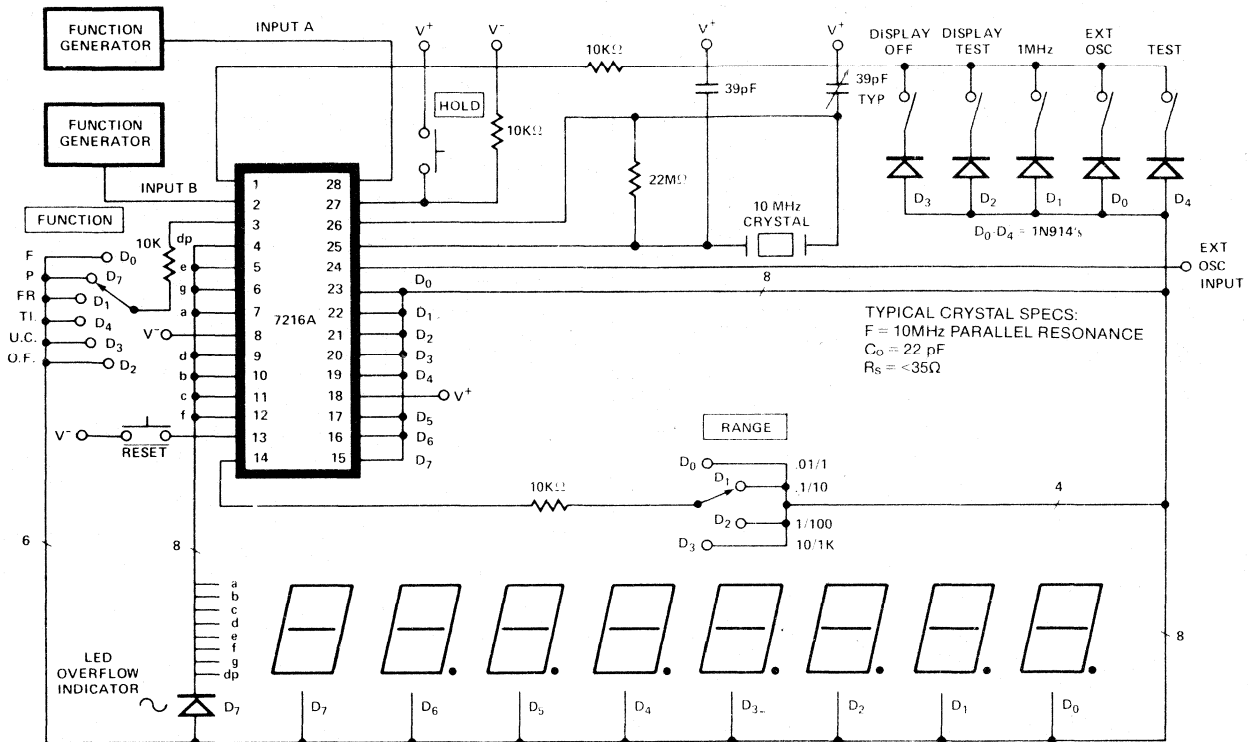 FUNCTION
GENERATOR
INPUT A
FUNCTION
GENERATOR
INPUT B
V+
V-
HOLD
10KΩ
10KΩ
V+
39pF
V+
39pF
TYP
22MΩ
10 MHz
CRYSTAL
DISPLAY
OFF
DISPLAY
TEST
1MHz
EXT
OSC
TEST
D3
D2
D1
D0
D4
D0-D4 = 1N914's
EXT
OSC
INPUT
FUNCTION
10K
F
D0
P
D7
FR
D1
TI.
D4
U.C.
D3
O.F.
D2
dp
e
g
a
V-
d
b
c
f
V-
RESET
7216A
1
2
3
4
5
6
7
8
9
10
11
12
13
14
28
27
26
25
24
23
22
21
20
19
18
17
16
15
D0
D1
D2
D3
D4
V+
D5
D6
D7
8
TYPICAL CRYSTAL SPECS:
F = 10MHz PARALLEL RESONANCE
Co = 22 pF
RS = <35Ω
RANGE
10KΩ
D0
.01/1
D1
.1/10
D2
1/100
D3
10/1K
4
6
8
8
a
b
c
d
e
f
g
dp
LED
OVERFLOW
INDICATOR
D7
D7
D6
D5
D4
D3
D2
D1
D0